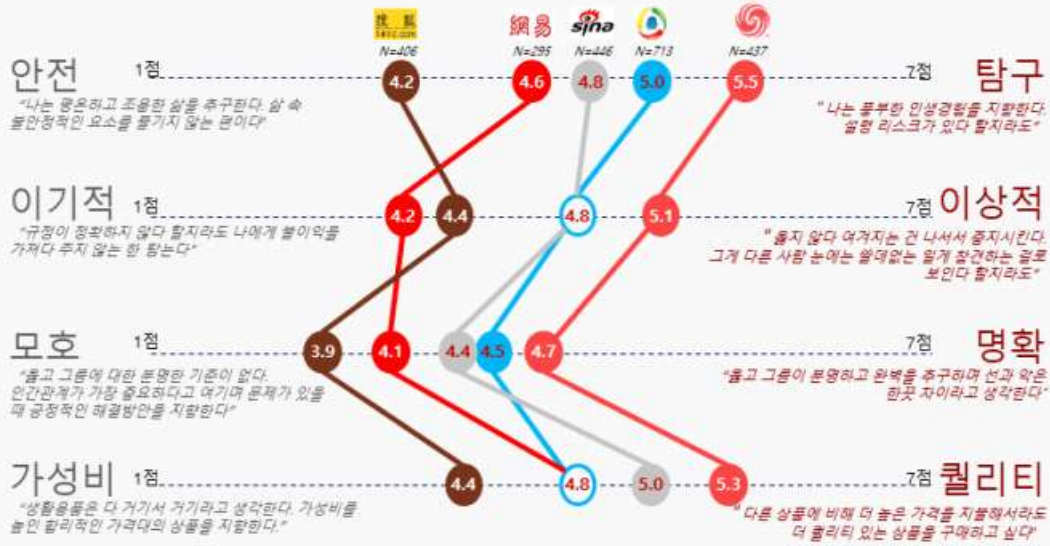 搜狐
網易
sina
N=406
N=295
N=446
N=713
N=437
안전
1점
4.2
4.6
4.8
5.0
5.5
7점
탐구
"나는 평온하고 조용한 삶을 추구한다. 삶 속
불안정적인 요소를 즐기지 않는 편이다"
"나는 풍부한 인생경험을 지향한다.
설령 리스크가 있다 할지라도"
이기적
1점
4.2
4.4
4.8
5.1
7점
이상적
"규정이 정확하지 않다 할지라도 나에게 불이익을
가져다 주지 않는 한 참는다"
"옳지 않다 여겨지는 건 나서서 중지시킨다.
그게 다른 사람 눈에는 쓸데없는 일에 참견하는 걸로
보인다 할지라도"
모호
1점
3.9
4.1
4.4
4.5
4.7
7점
명확
"옳고 그름에 대한 분명한 기준이 없다.
인간관계가 가장 중요하다고 여기며 문제가 있을
때 긍정적인 해결방안을 지향한다"
"옳고 그름이 분명하고 완벽을 추구하며 선과 악은
한끗 차이라고 생각한다"
가성비
1점
4.4
4.8
5.0
5.3
7점
퀄리티
"생활용품은 다 거기서 거기라고 생각한다. 가성비를
높인 합리적인 가격대의 상품을 지향한다."
"다른 상품에 비해 더 높은 가격을 지불해서라도
더 퀄리티 있는 상품을 구매하고 싶다"